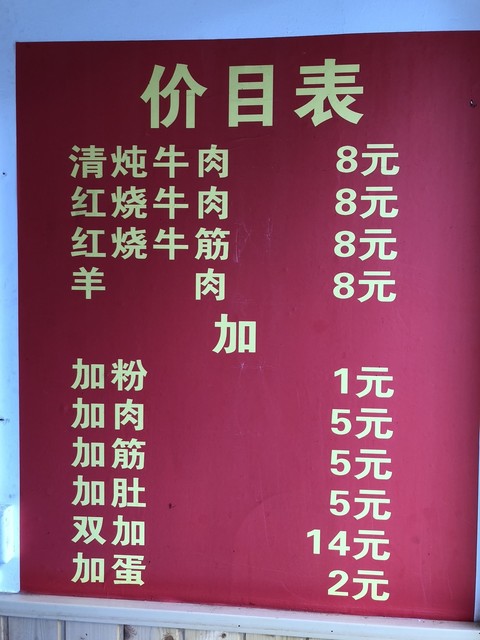 价目表
清炖牛肉 8元
红烧牛肉 8元
红烧牛筋 8元
羊 肉 8元
加
加粉 1元
加肉 5元
加筋 5元
加肚 5元
双加 14元
加蛋 2元